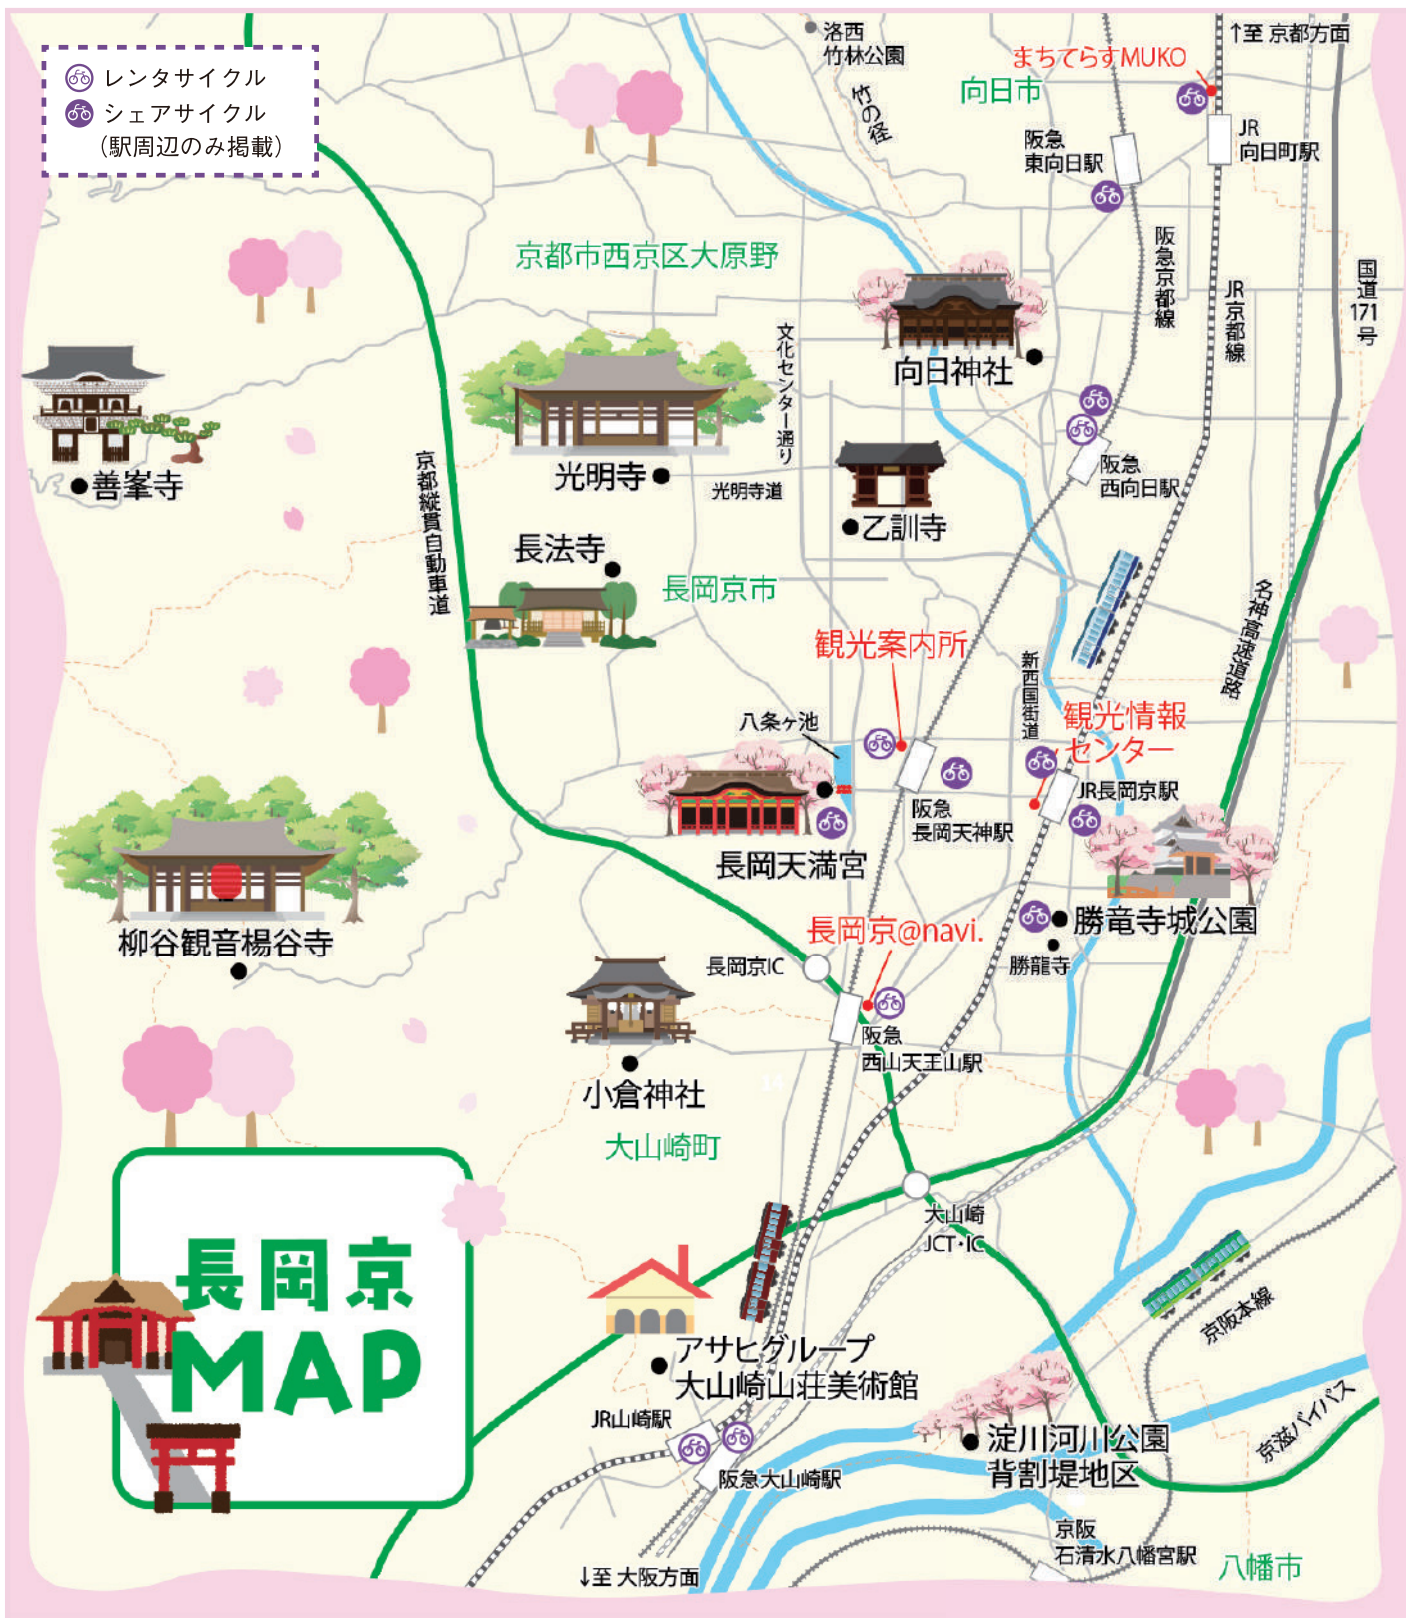 レンタサイクル
シェアサイクル
(駅周辺のみ掲載)
洛西
竹林公園
竹の径
向日市
まちてらすMUKO
↑至 京都方面
阪急
東向日駅
JR
向日町駅
京都市西京区大原野
阪急京都線
JR京都線
国道
171
号
文化センター通り
向日神社
善峯寺
京都縦貫自動車道
光明寺
光明寺道
乙訓寺
阪急
西向日駅
長法寺
長岡京市
名神高速道路
観光案内所
新西国街道
八条ヶ池
観光情報
センター
JR長岡京駅
阪急
長岡天神駅
長岡天満宮
柳谷観音楊谷寺
勝竜寺城公園
勝龍寺
長岡京@navi.
長岡京IC
阪急
西山天王山駅
小倉神社
14
大山崎町
大山崎
JCT・IC
長岡京
MAP
京阪本線
アサヒグループ
大山崎山荘美術館
JR山崎駅
阪急大山崎駅
淀川河川公園
背割堤地区
京滋バイパス
京阪
石清水八幡宮駅
八幡市
↓至 大阪方面